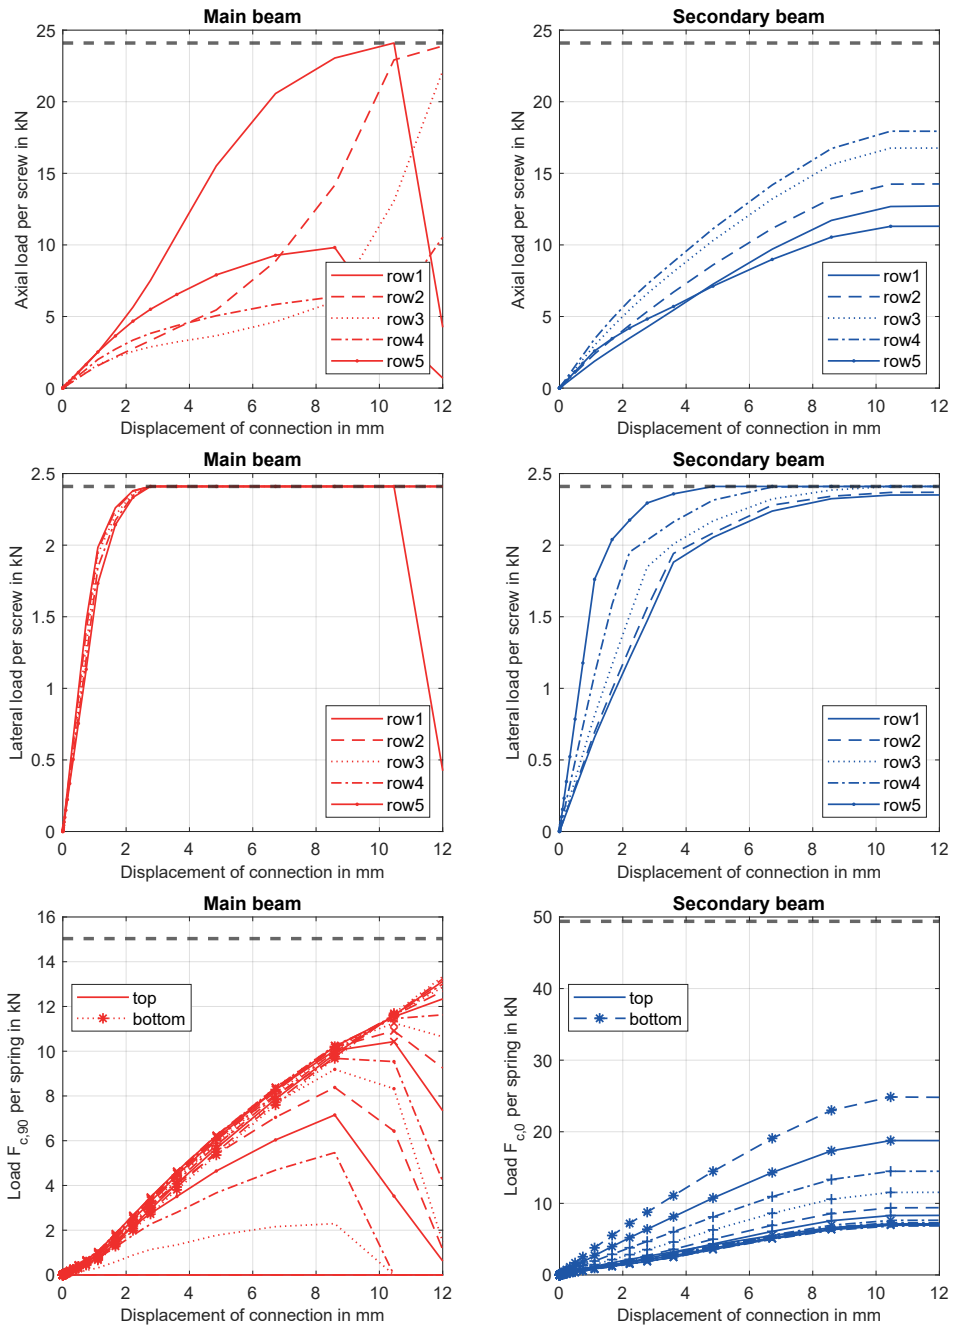 Main beam
25
20
15
10
5
0
Axial load per screw in kN
row1
row2
row3
row4
row5
0 2 4 6 8 10 12
Displacement of connection in mm
Secondary beam
25
20
15
10
5
0
Axial load per screw in kN
row1
row2
row3
row4
row5
0 2 4 6 8 10 12
Displacement of connection in mm
Main beam
2.5
2
1.5
1
0.5
0
Lateral load per screw in kN
row1
row2
row3
row4
row5
0 2 4 6 8 10 12
Displacement of connection in mm
Secondary beam
2.5
2
1.5
1
0.5
0
Lateral load per screw in kN
row1
row2
row3
row4
row5
0 2 4 6 8 10 12
Displacement of connection in mm
Main beam
16
14
12
10
8
6
4
2
0
Load F c,90 per spring in kN
top
bottom
0 2 4 6 8 10 12
Displacement of connection in mm
Secondary beam
50
40
30
20
10
0
Load F c,0 per spring in kN
top
bottom
0 2 4 6 8 10 12
Displacement of connection in mm